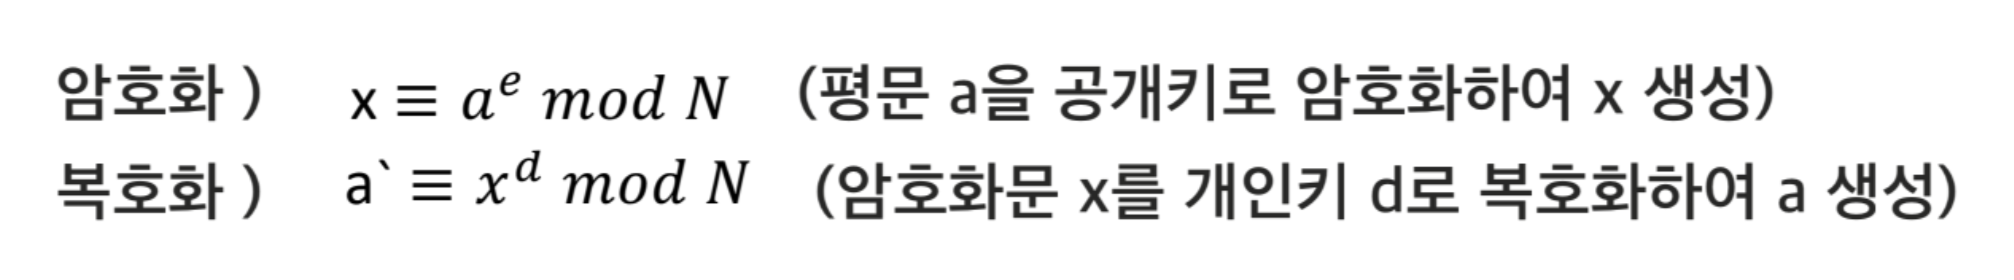 암호화 ) x ≡ a^e mod N (평문 a을 공개키로 암호화하여 x 생성)
복호화 ) a` ≡ x^d mod N (암호화문 x를 개인키 d로 복호화하여 a 생성)